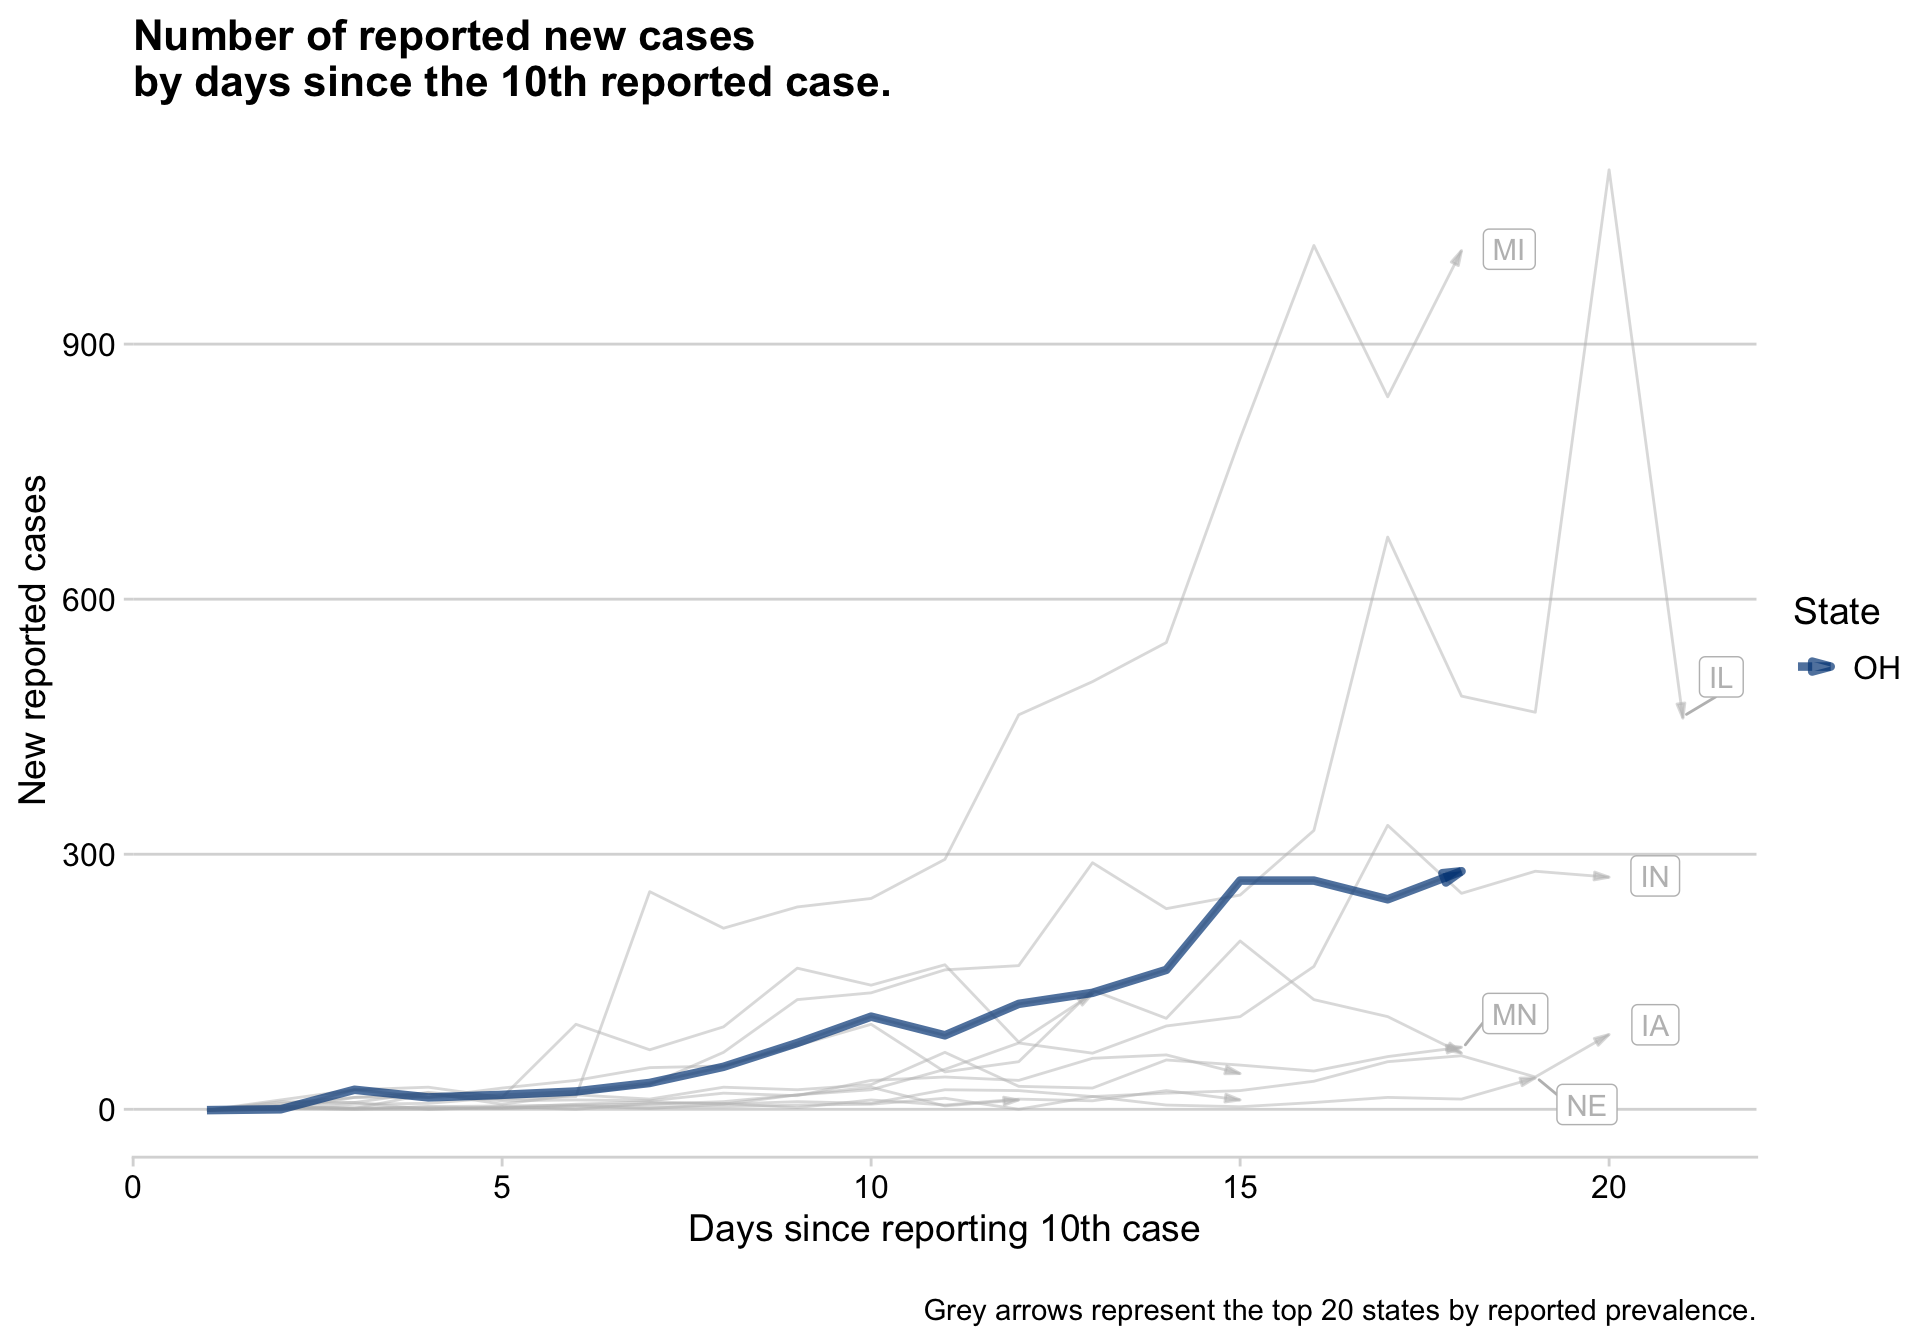 Number of reported new cases
by days since the 10th reported case.
New reported cases
900
600
300
0
MI
IL
IN
MN
IA
NE
State
OH
0
5
10
15
20
Days since reporting 10th case
Grey arrows represent the top 20 states by reported prevalence.